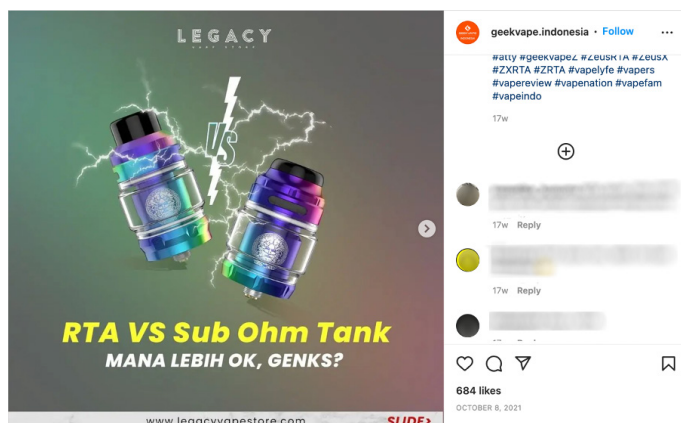 LEGACY
VAPE STORE
VS
RTA VS Sub Ohm Tank
MANA LEBIH OK, GENKS?
www.legacyvapestore.com
SLIDE>
geekvape.indonesia • Follow
#atty #geekvapeZ #ZeusRTA #ZeusX
#ZXRTA #ZRTA #vapelyfe #vapers
#vapereview #vapenation #vapefam
#vapeindo
17w
17w Reply
17w Reply
684 likes
OCTOBER 8, 2021